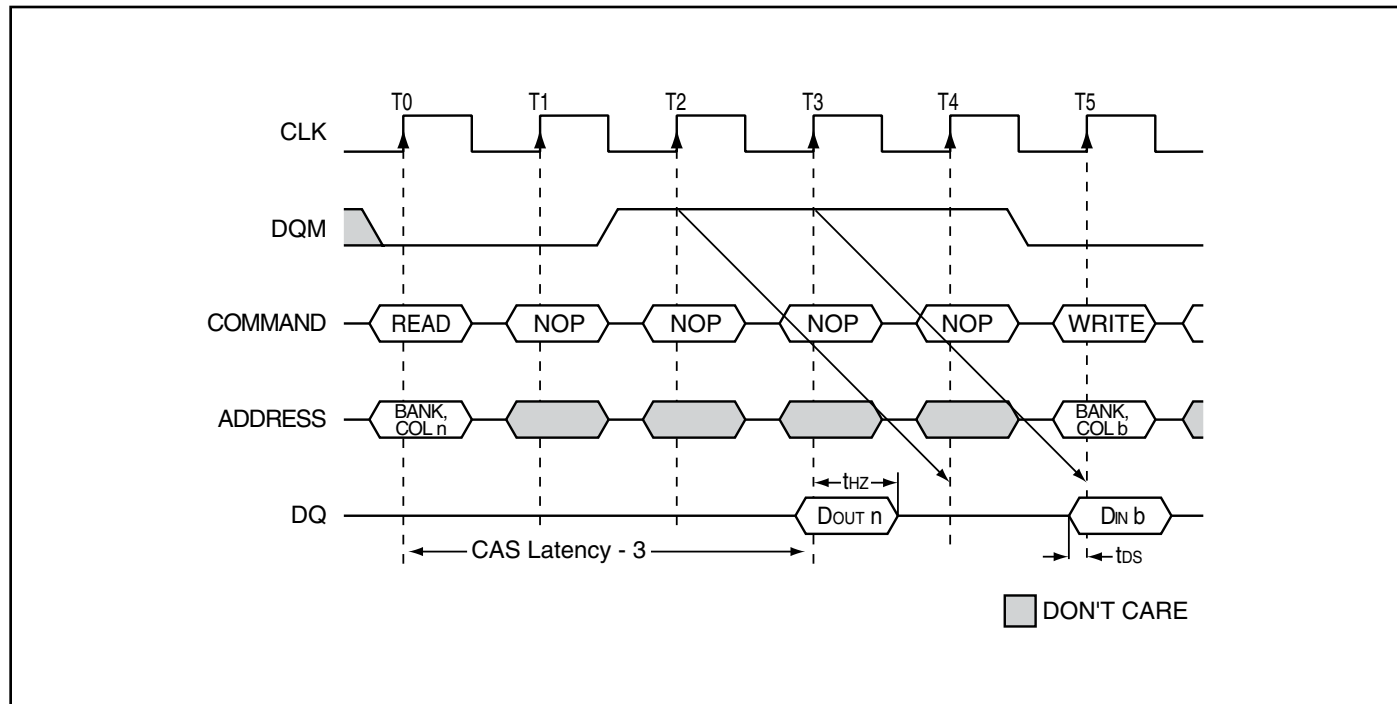 T0 T1 T2 T3 T4 T5
CLK
DQM
COMMAND READ NOP NOP NOP NOP WRITE
ADDRESS BANK, COL n BANK, COL b
tHZ
DQ DOUT n DIN b
CAS Latency - 3 tDS
DON'T CARE